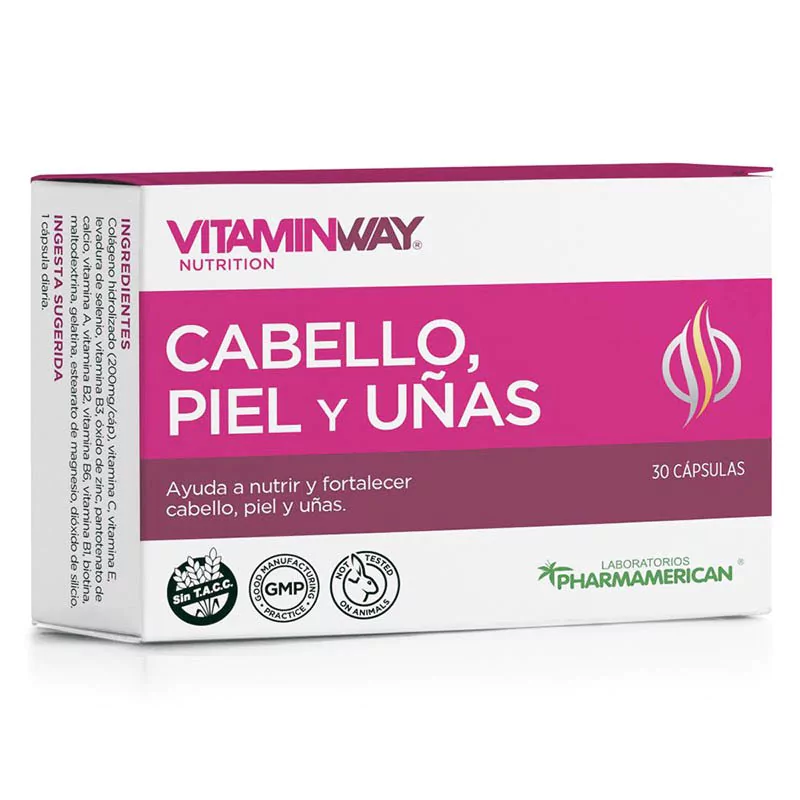 VITAMINWAY®
NUTRITION
CABELLO,
PIEL Y UÑAS
Ayuda a nutrir y fortalecer
cabello, piel y uñas.
30 CÁPSULAS
Sin T.A.C.C.
GOOD MANUFACTURING
GMP
PRACTICE
NOT TESTED
ON ANIMALS
LABORATORIOS
PHARMAMERICAN®
INGREDIENTES
Colágeno hidrolizado (200mg/cáp), vitamina C, vitamina E,
levadura de selenio, vitamina B3, óxido de zinc, pantotenato de
calcio, vitamina A, vitamina B2, vitamina B6, vitamina B1, biotina,
maltodextrina, gelatina, estearato de magnesio, dióxido de silicio.
INGESTA SUGERIDA
1 cápsula diaria.